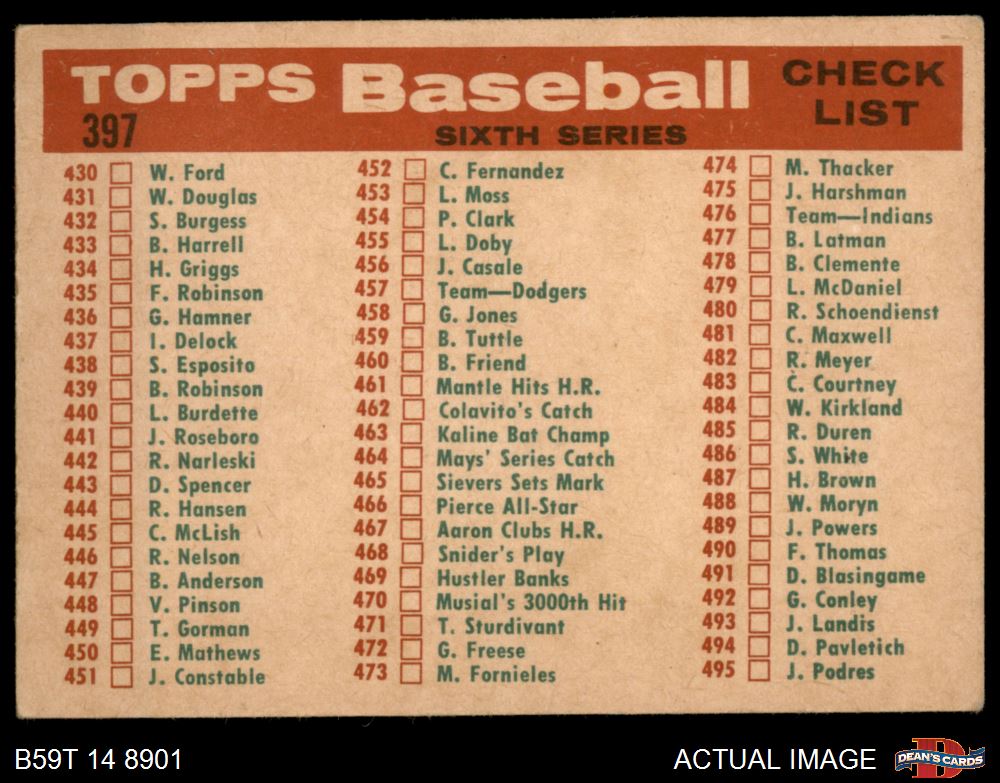 TOPPS Baseball CHECK LIST
397 SIXTH SERIES
430 W. Ford
431 W. Douglas
432 S. Burgess
433 B. Harrell
434 H. Griggs
435 F. Robinson
436 G. Hamner
437 I. Delock
438 S. Esposito
439 B. Robinson
440 L. Burdette
441 J. Roseboro
442 R. Narleski
443 D. Spencer
444 R. Hansen
445 C. McLish
446 R. Nelson
447 B. Anderson
448 V. Pinson
449 T. Gorman
450 E. Mathews
451 J. Constable
452 C. Fernandez
453 L. Moss
454 P. Clark
455 L. Doby
456 J. Casale
457 Team—Dodgers
458 G. Jones
459 B. Tuttle
460 B. Friend
461 Mantle Hits H.R.
462 Colavito's Catch
463 Kaline Bat Champ
464 Mays' Series Catch
465 Sievers Sets Mark
466 Pierce All-Star
467 Aaron Clubs H.R.
468 Snider's Play
469 Hustler Banks
470 Musial's 3000th Hit
471 T. Sturdivant
472 G. Freese
473 M. Fornieles
474 M. Thacker
475 J. Harshman
476 Team—Indians
477 B. Latman
478 B. Clemente
479 L. McDaniel
480 R. Schoendienst
481 C. Maxwell
482 R. Meyer
483 C. Courtney
484 W. Kirkland
485 R. Duren
486 S. White
487 H. Brown
488 W. Moryn
489 J. Powers
490 F. Thomas
491 D. Blasingame
492 G. Conley
493 J. Landis
494 D. Pavletich
495 J. Podres
B59T 14 8901
ACTUAL IMAGE
D
DEAN'S CARDS